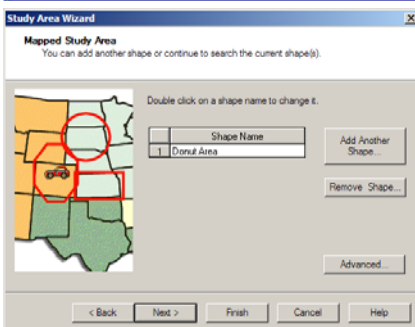 Study Area Wizard
Mapped Study Area
You can add another shape or continue to search the current shape(s).
Double click on a shape name to change it.
Shape Name
1 Donut Area
Add Another
Shape...
Remove Shape...
Advanced...
< Back
Next >
Finish
Cancel
Help